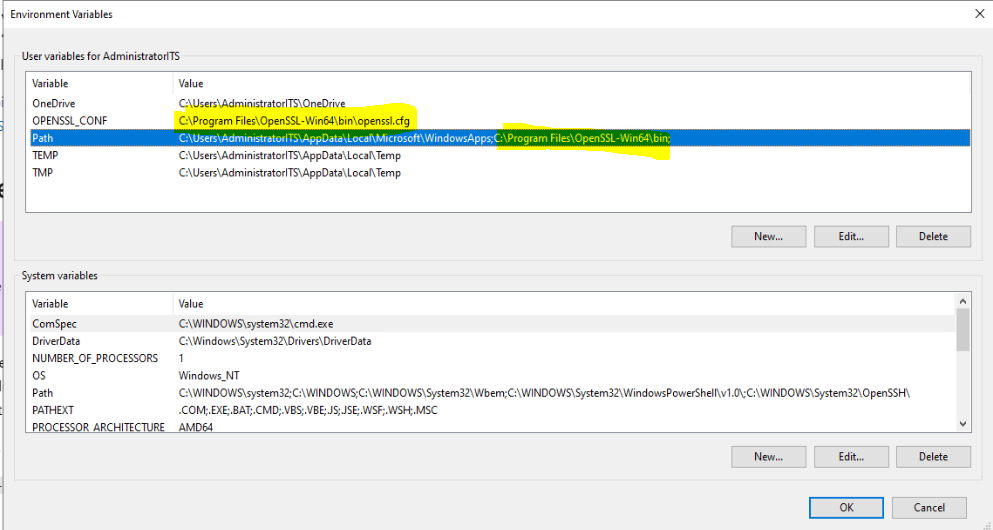 Environment Variables
User variables for AdministratorITS
Variable Value
OneDrive C:\Users\AdministratorITS\OneDrive
OPENSSL_CONF C:\Program Files\OpenSSL-Win64\bin\openssl.cfg
Path C:\Users\AdministratorITS\AppData\Local\Microsoft\WindowsApps;C:\Program Files\OpenSSL-Win64\bin;
TEMP C:\Users\AdministratorITS\AppData\Local\Temp
TMP C:\Users\AdministratorITS\AppData\Local\Temp
New... Edit... Delete
System variables
Variable Value
ComSpec C:\WINDOWS\system32\cmd.exe
DriverData C:\Windows\System32\Drivers\DriverData
NUMBER_OF_PROCESSORS 1
OS Windows_NT
Path C:\WINDOWS\system32;C:\WINDOWS;C:\WINDOWS\System32\Wbem;C:\WINDOWS\System32\WindowsPowerShell\v1.0\;C:\WINDOWS\System32\OpenSSH\
PATHEXT .COM;.EXE;.BAT;.CMD;.VBS;.VBE;.JS;.JSE;.WSF;.WSH;.MSC
PROCESSOR_ARCHITECTURE AMD64
New... Edit... Delete
OK Cancel